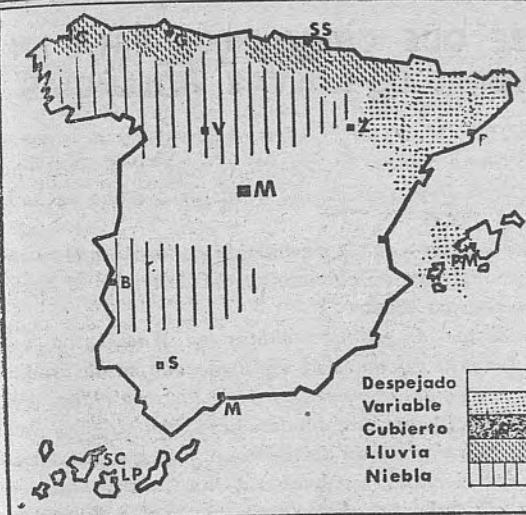 C
G
SS
V
Z
M
PM
B
S
M
SC
LP
Despejado
Variable
Cubierto
Lluvia
Niebla